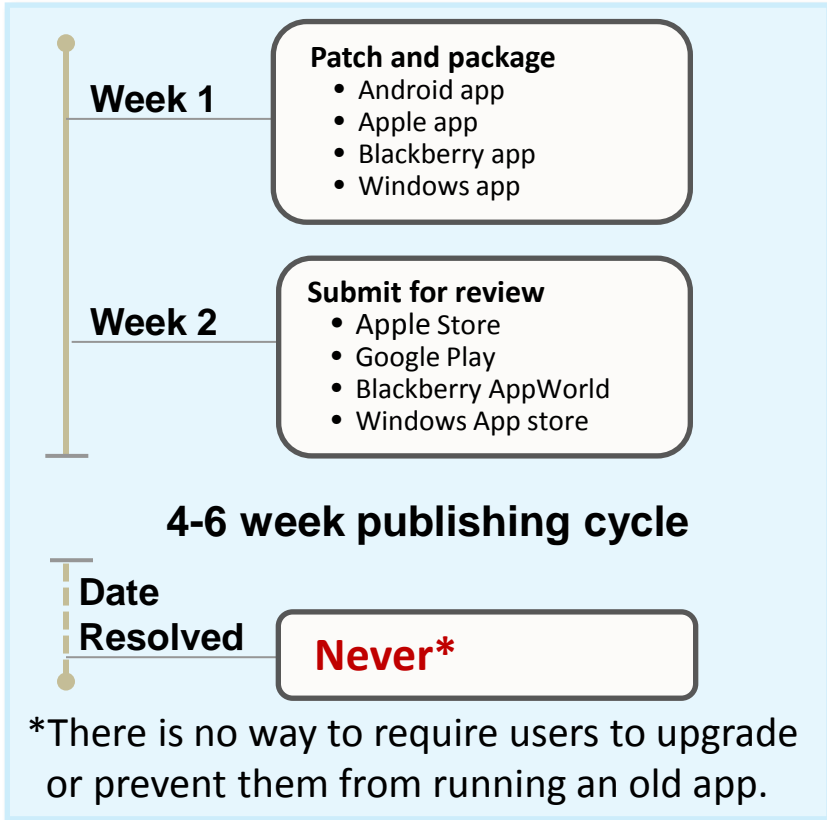 Week 1
Patch and package
• Android app
• Apple app
• Blackberry app
• Windows app
Week 2
Submit for review
• Apple Store
• Google Play
• Blackberry AppWorld
• Windows App store
4-6 week publishing cycle
Date
Resolved
Never*
*There is no way to require users to upgrade
or prevent them from running an old app.